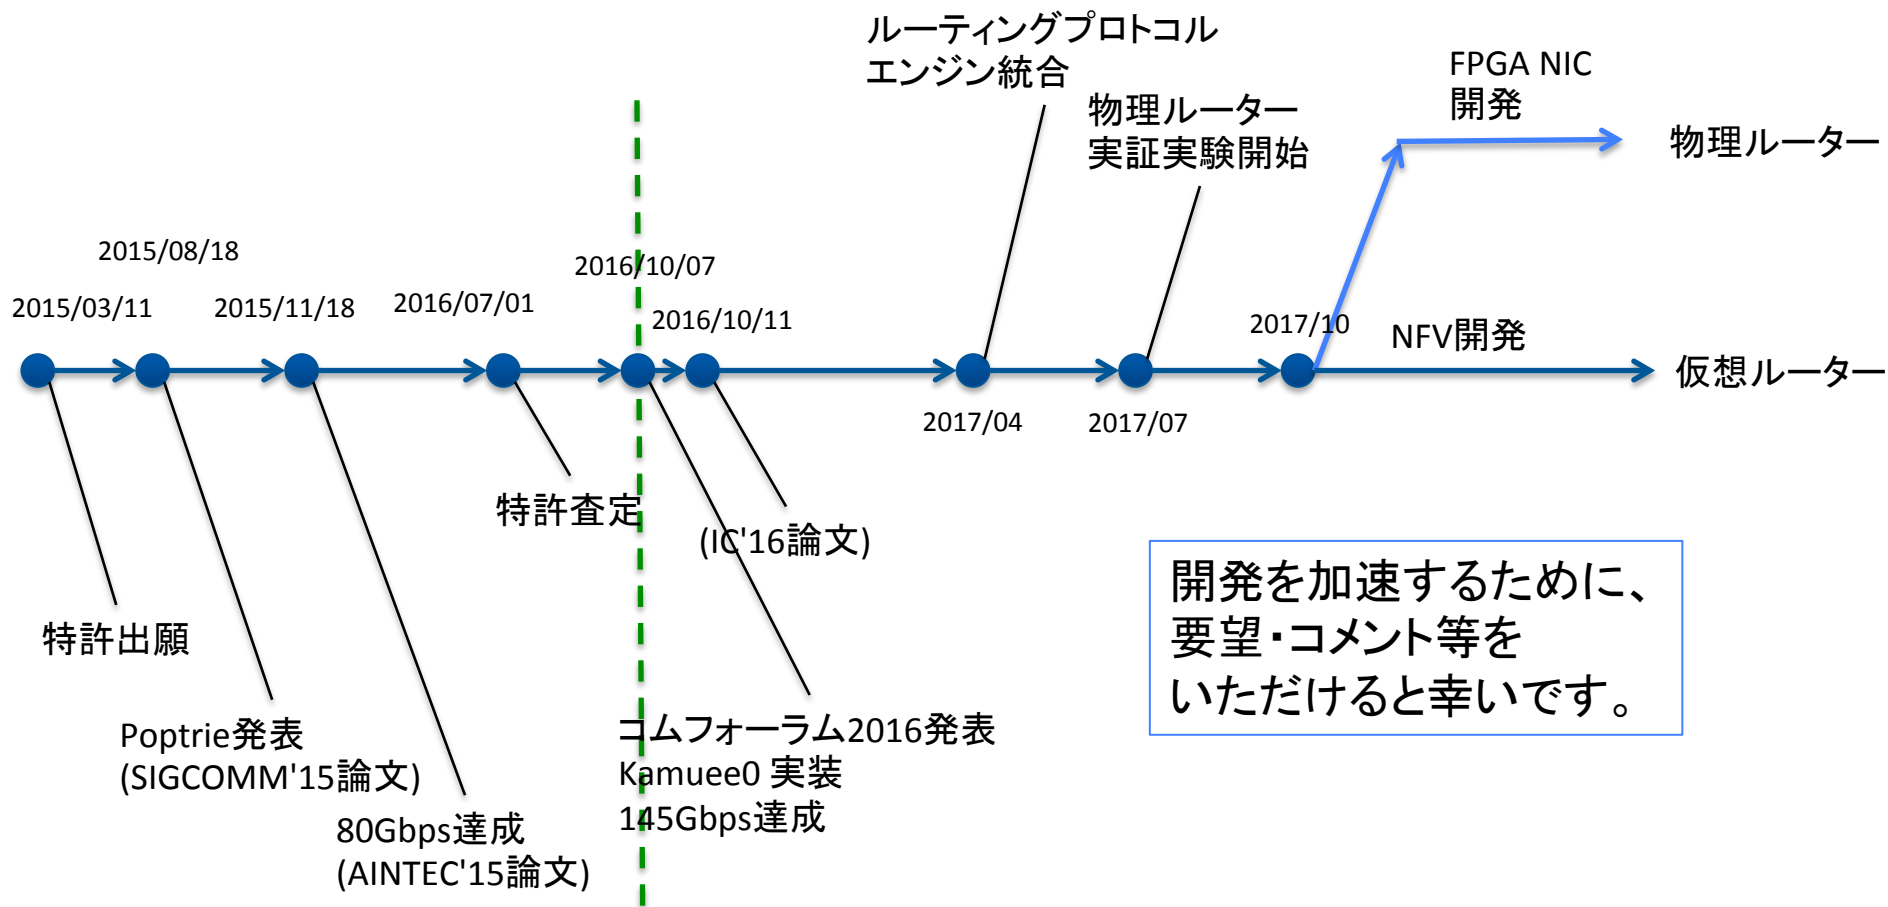 ルーティングプロトコル
エンジン統合
FPGA NIC
開発
物理ルーター
実証実験開始
物理ルーター
2015/08/18
2016/10/07
2015/03/11
2015/11/18
2016/07/01
2016/10/11
2017/10
NFV開発
仮想ルーター
2017/04
2017/07
特許査定
(IC'16論文)
特許出願
Poptrie発表
(SIGCOMM'15論文)
80Gbps達成
(AINTEC'15論文)
コムフォーラム2016発表
Kamuee0 実装
145Gbps達成
開発を加速するために、
要望・コメント等を
いただけると幸いです。